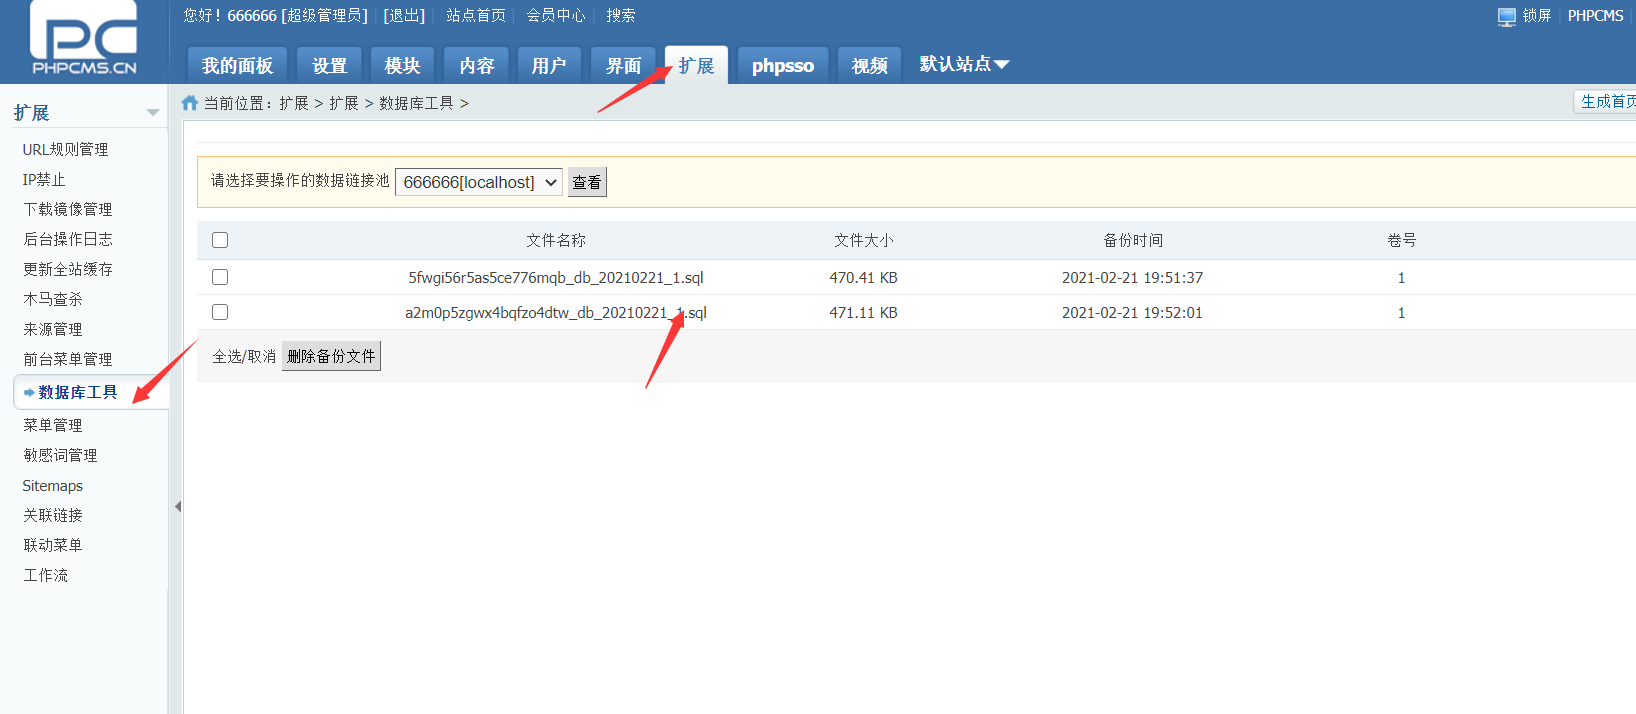 PHPCMS.CN
您好！666666 [超级管理员] | [退出] | 站点首页 | 会员中心 | 搜索
锁屏 | PHPCMS
我的面板 设置 模块 内容 用户 界面 扩展 phpsso 视频 默认站点
扩展
URL规则管理
IP禁止
下载镜像管理
后台操作日志
更新全站缓存
木马查杀
来源管理
前台菜单管理
数据库工具
菜单管理
敏感词管理
Sitemaps
关联链接
联动菜单
工作流
当前位置：扩展 > 扩展 > 数据库工具 >
生成首页
请选择要操作的数据链接池 666666[localhost] 查看
文件名称 文件大小 备份时间 卷号
5fwgi56r5as5ce776mqb_db_20210221_1.sql 470.41 KB 2021-02-21 19:51:37 1
a2m0p5zgwx4bqfzo4dtw_db_20210221_1.sql 471.11 KB 2021-02-21 19:52:01 1
全选/取消 删除备份文件